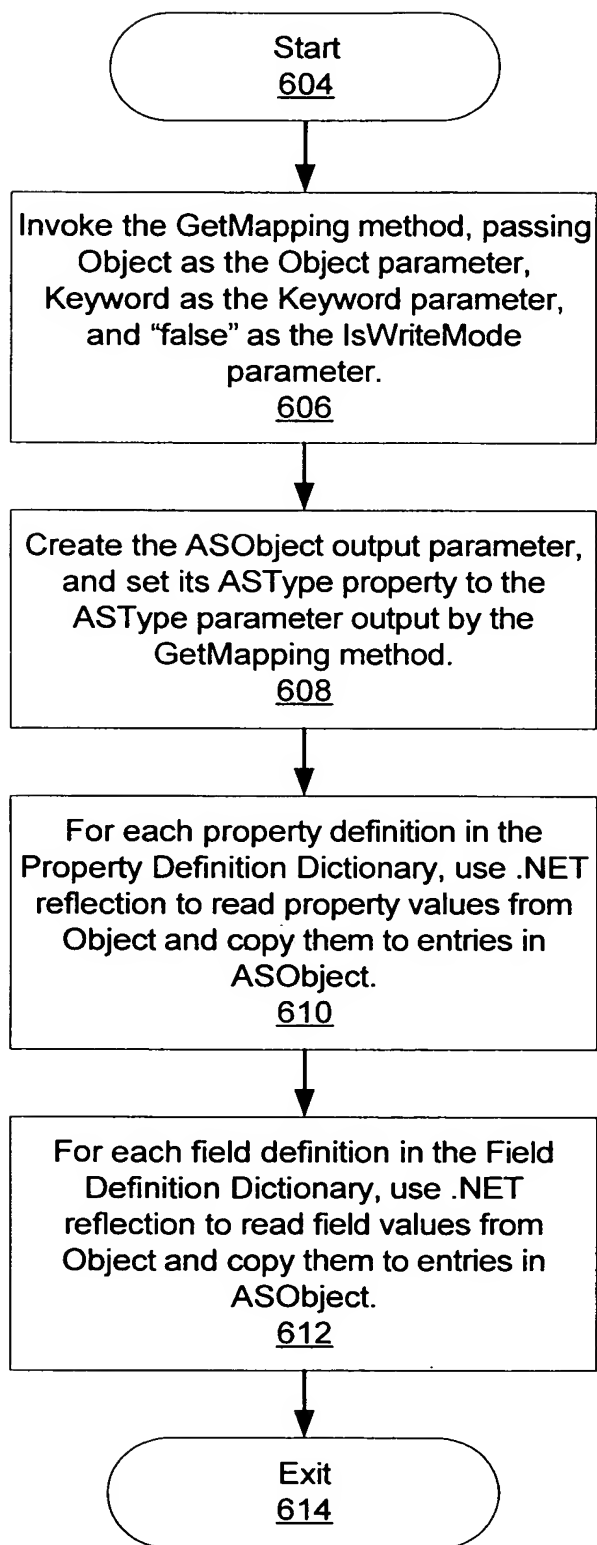 Start
604
Invoke the GetMapping method, passing
Object as the Object parameter,
Keyword as the Keyword parameter,
and “false” as the IsWriteMode
parameter.
606
Create the ASObject output parameter,
and set its ASType property to the
ASType parameter output by the
GetMapping method.
608
For each property definition in the
Property Definition Dictionary, use .NET
reflection to read property values from
Object and copy them to entries in
ASObject.
610
For each field definition in the Field
Definition Dictionary, use .NET
reflection to read field values from
Object and copy them to entries in
ASObject.
612
Exit
614